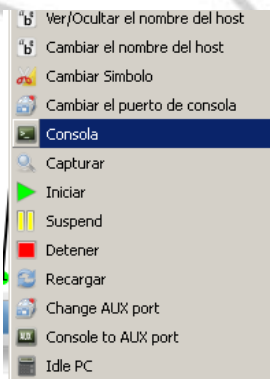 Ver/Ocultar el nombre del host
Cambiar el nombre del host
Cambiar Simbolo
Cambiar el puerto de consola
Consola
Capturar
Iniciar
Suspend
Detener
Recargar
Change AUX port
Console to AUX port
Idle PC